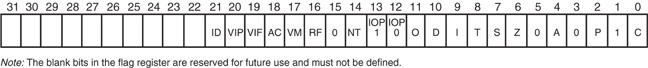 31 30 29 28 27 26 25 24 23 22 21 20 19 18 17 16 15 14 13 12 11 10 9 8 7 6 5 4 3 2 1 0
ID VIP VIF AC VM RF 0 NT IOP 1 IOP 0 O D I T S Z 0 A 0 P 1 C
Note: The blank bits in the flag register are reserved for future use and must not be defined.